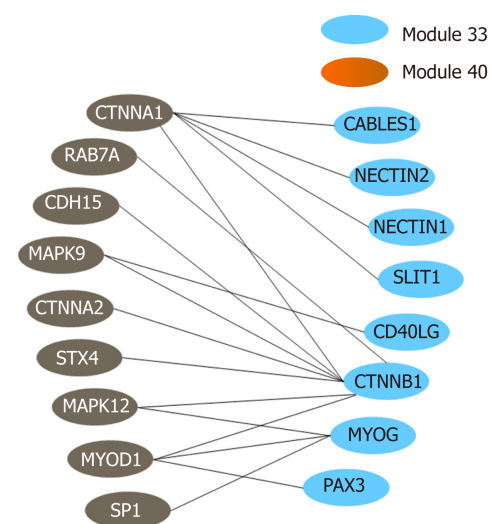 Module 33
Module 40
CTNNA1
CABLES1
RAB7A
NECTIN2
CDH15
NECTIN1
MAPK9
SLIT1
CTNNA2
CD40LG
STX4
CTNNB1
MAPK12
MYOG
MYOD1
PAX3
SP1